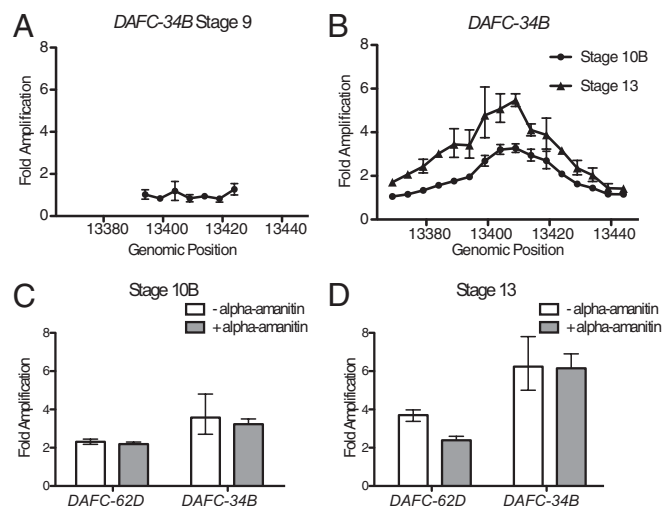 A
DAFC-34B Stage 9
Fold Amplification
8
6
4
2
0
13380 13400 13420 13440
Genomic Position
B
DAFC-34B
Stage 10B
Stage 13
Fold Amplification
8
6
4
2
0
13380 13400 13420 13440
Genomic Position
C
Stage 10B
- alpha-amanitin
+ alpha-amanitin
Fold Amplification
8
6
4
2
0
DAFC-62D DAFC-34B
D
Stage 13
- alpha-amanitin
+ alpha-amanitin
Fold Amplification
8
6
4
2
0
DAFC-62D DAFC-34B